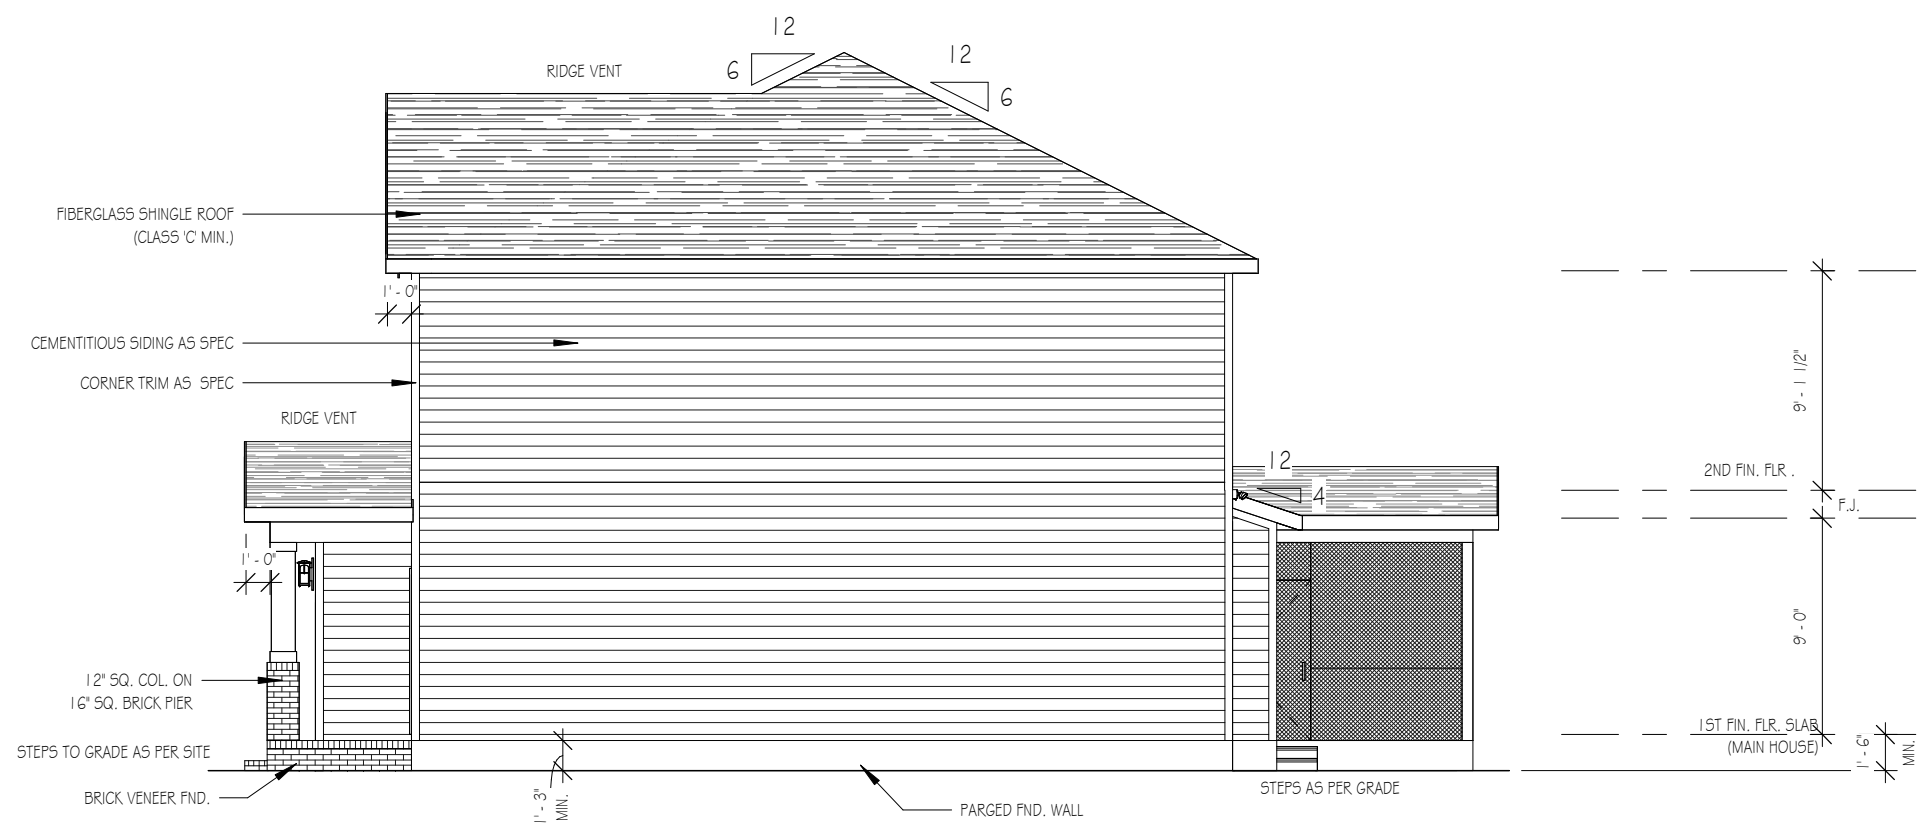 12
6
12
6
RIDGE VENT
FIBERGLASS SHINGLE ROOF
(CLASS 'C' MIN.)
1' - 0"
CEMENTITIOUS SIDING AS SPEC
CORNER TRIM AS SPEC
RIDGE VENT
9' - 1 1/2"
12
4
2ND FIN. FLR .
F.J.
1' - 0"
9' - 0"
12" SQ. COL. ON
16" SQ. BRICK PIER
1ST FIN. FLR. SLAB
(MAIN HOUSE)
1' - 6"
MIN.
STEPS TO GRADE AS PER SITE
BRICK VENEER FND.
1' - 3"
MIN.
PARGED FND. WALL
STEPS AS PER GRADE